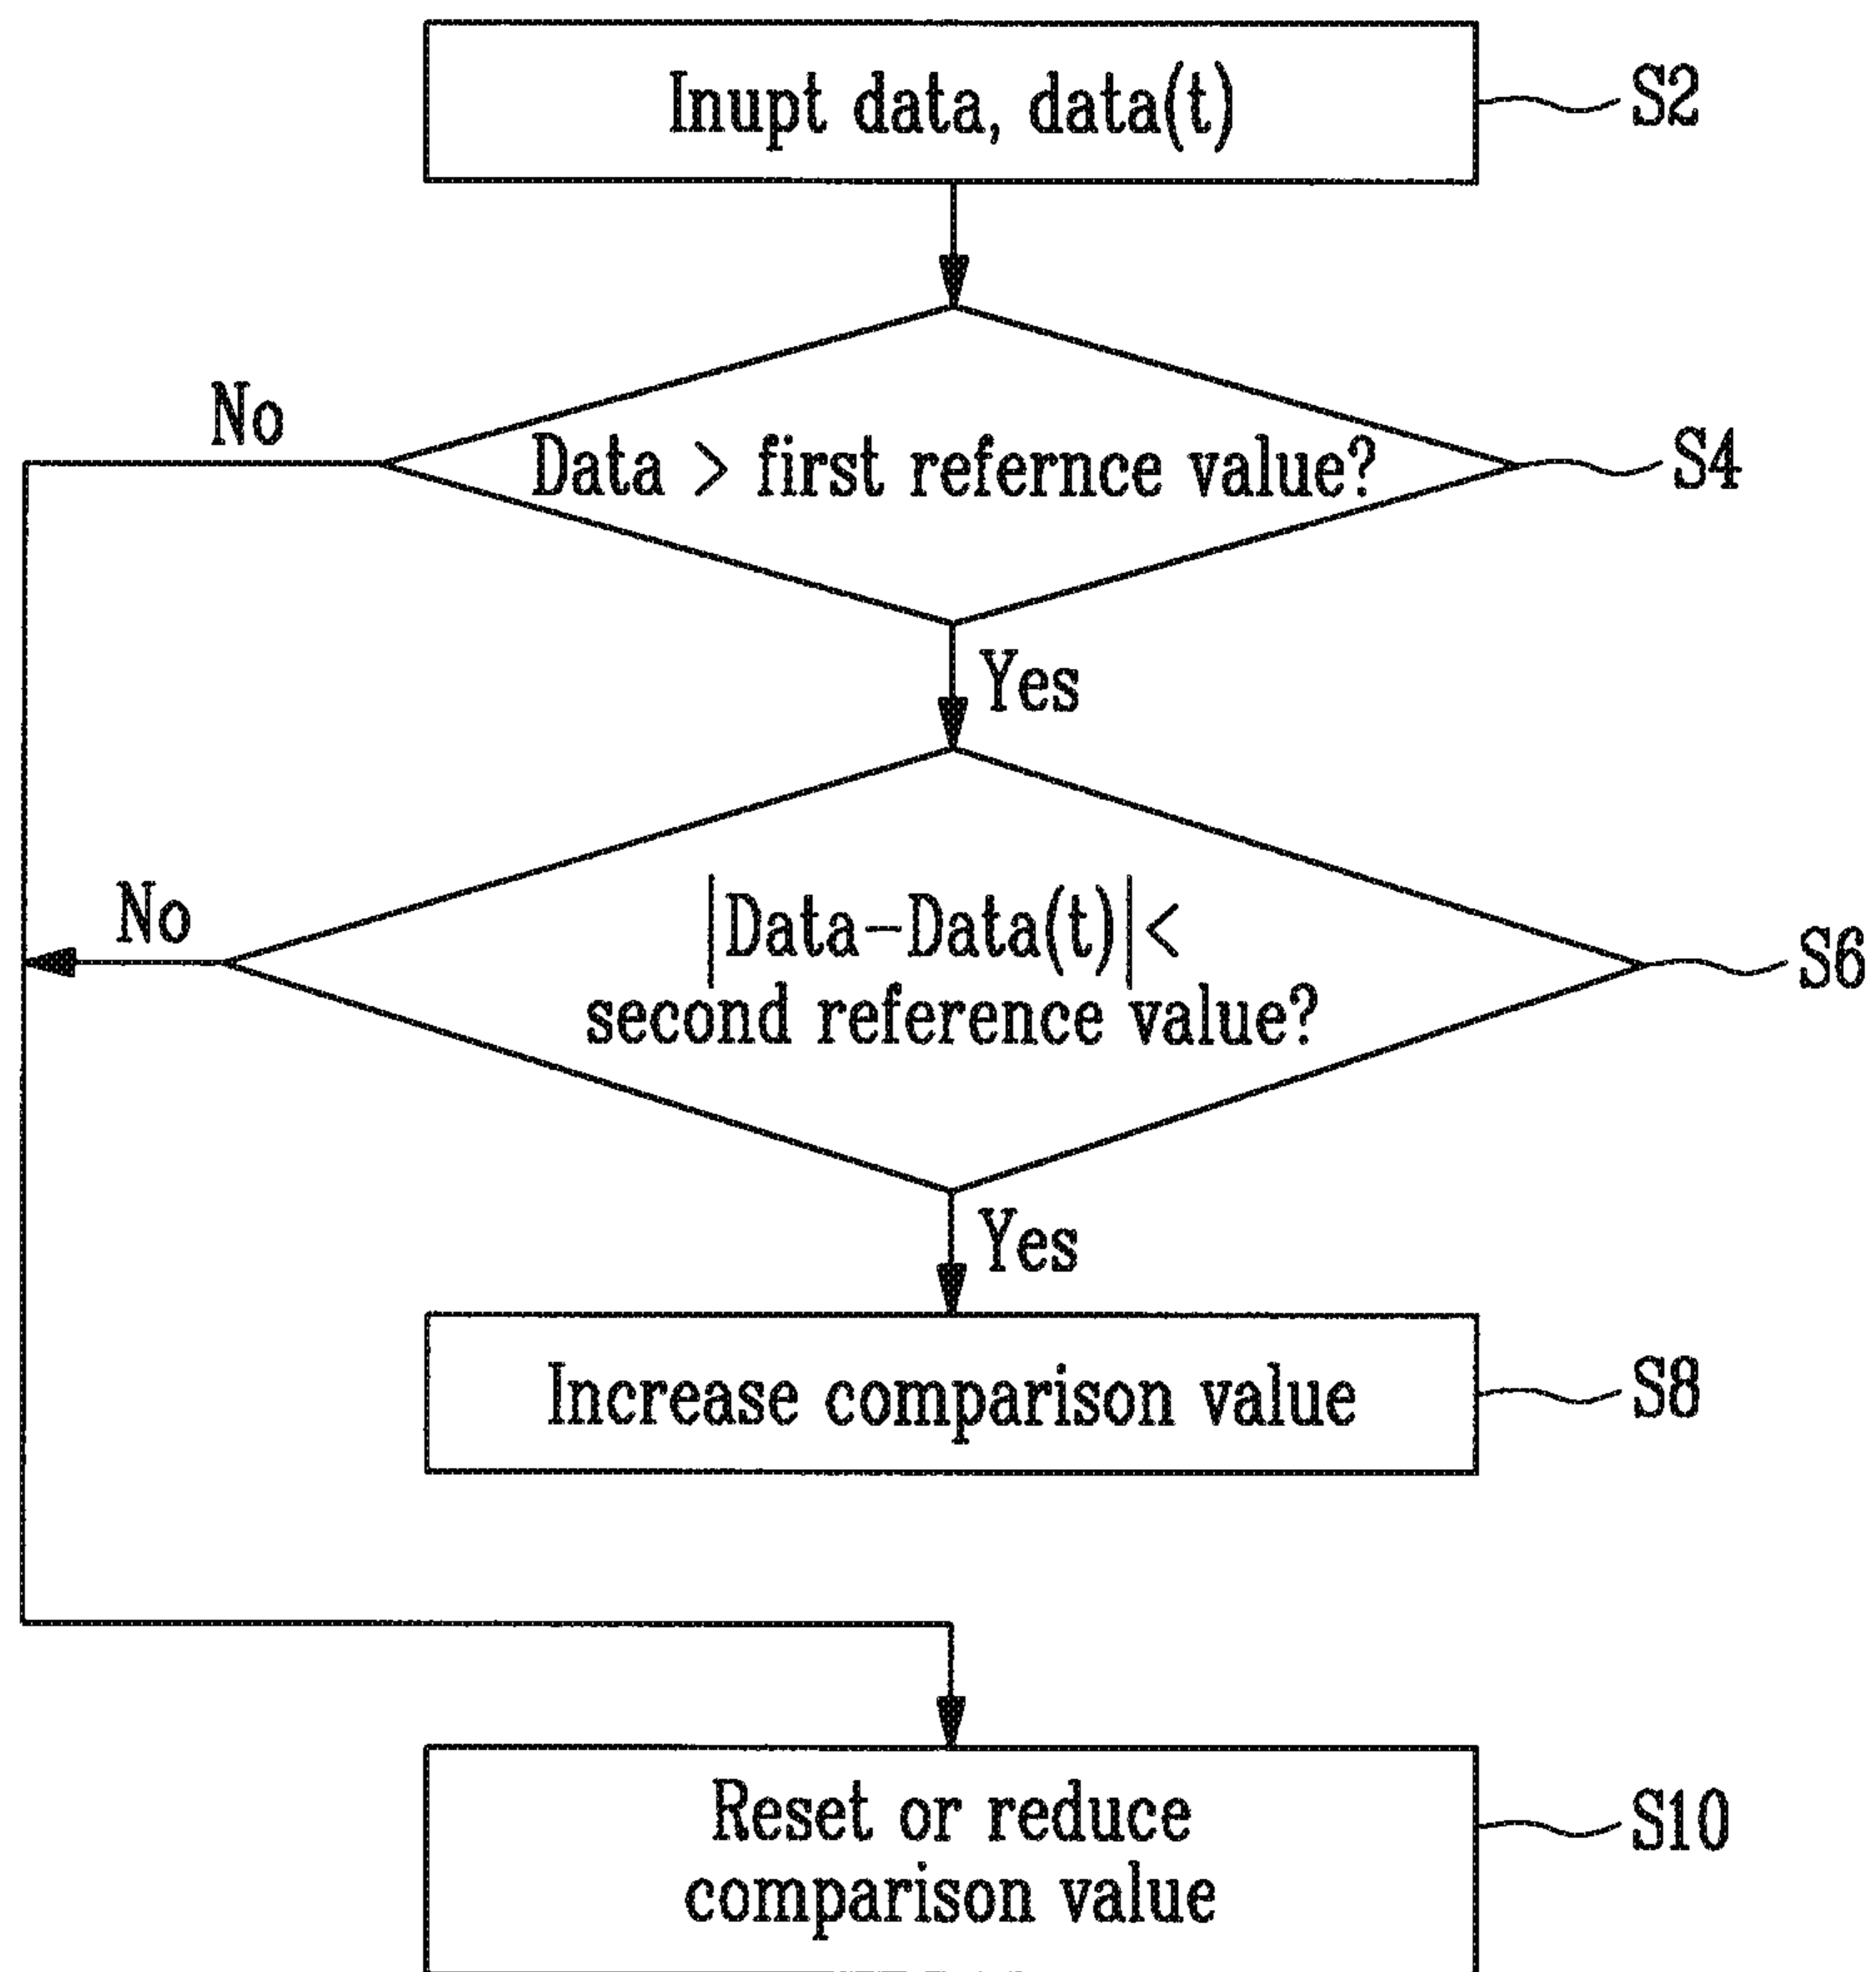 Inupt data, data(t)
S2
No
Data > first refernce value?
S4
Yes
No
|Data-Data(t)|<
second reference value?
S6
Yes
Increase comparison value
S8
Reset or reduce
comparison value
S10